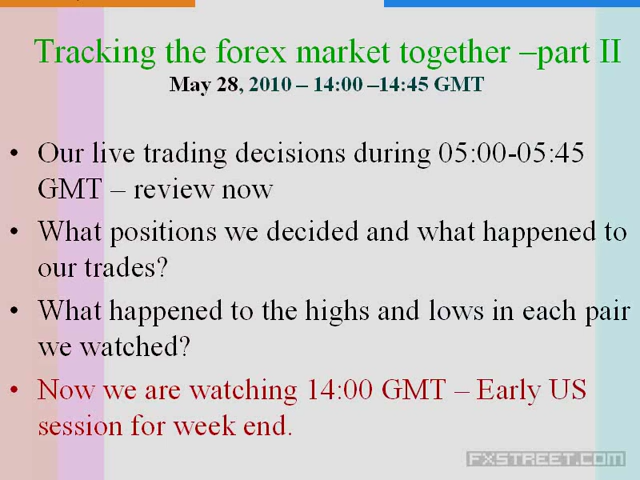 Tracking the forex market together –part II
May 28, 2010 – 14:00 –14:45 GMT
• Our live trading decisions during 05:00-05:45
GMT – review now
• What positions we decided and what happened to
our trades?
• What happened to the highs and lows in each pair
we watched?
• Now we are watching 14:00 GMT – Early US
session for week end.
FXSTREET.COM